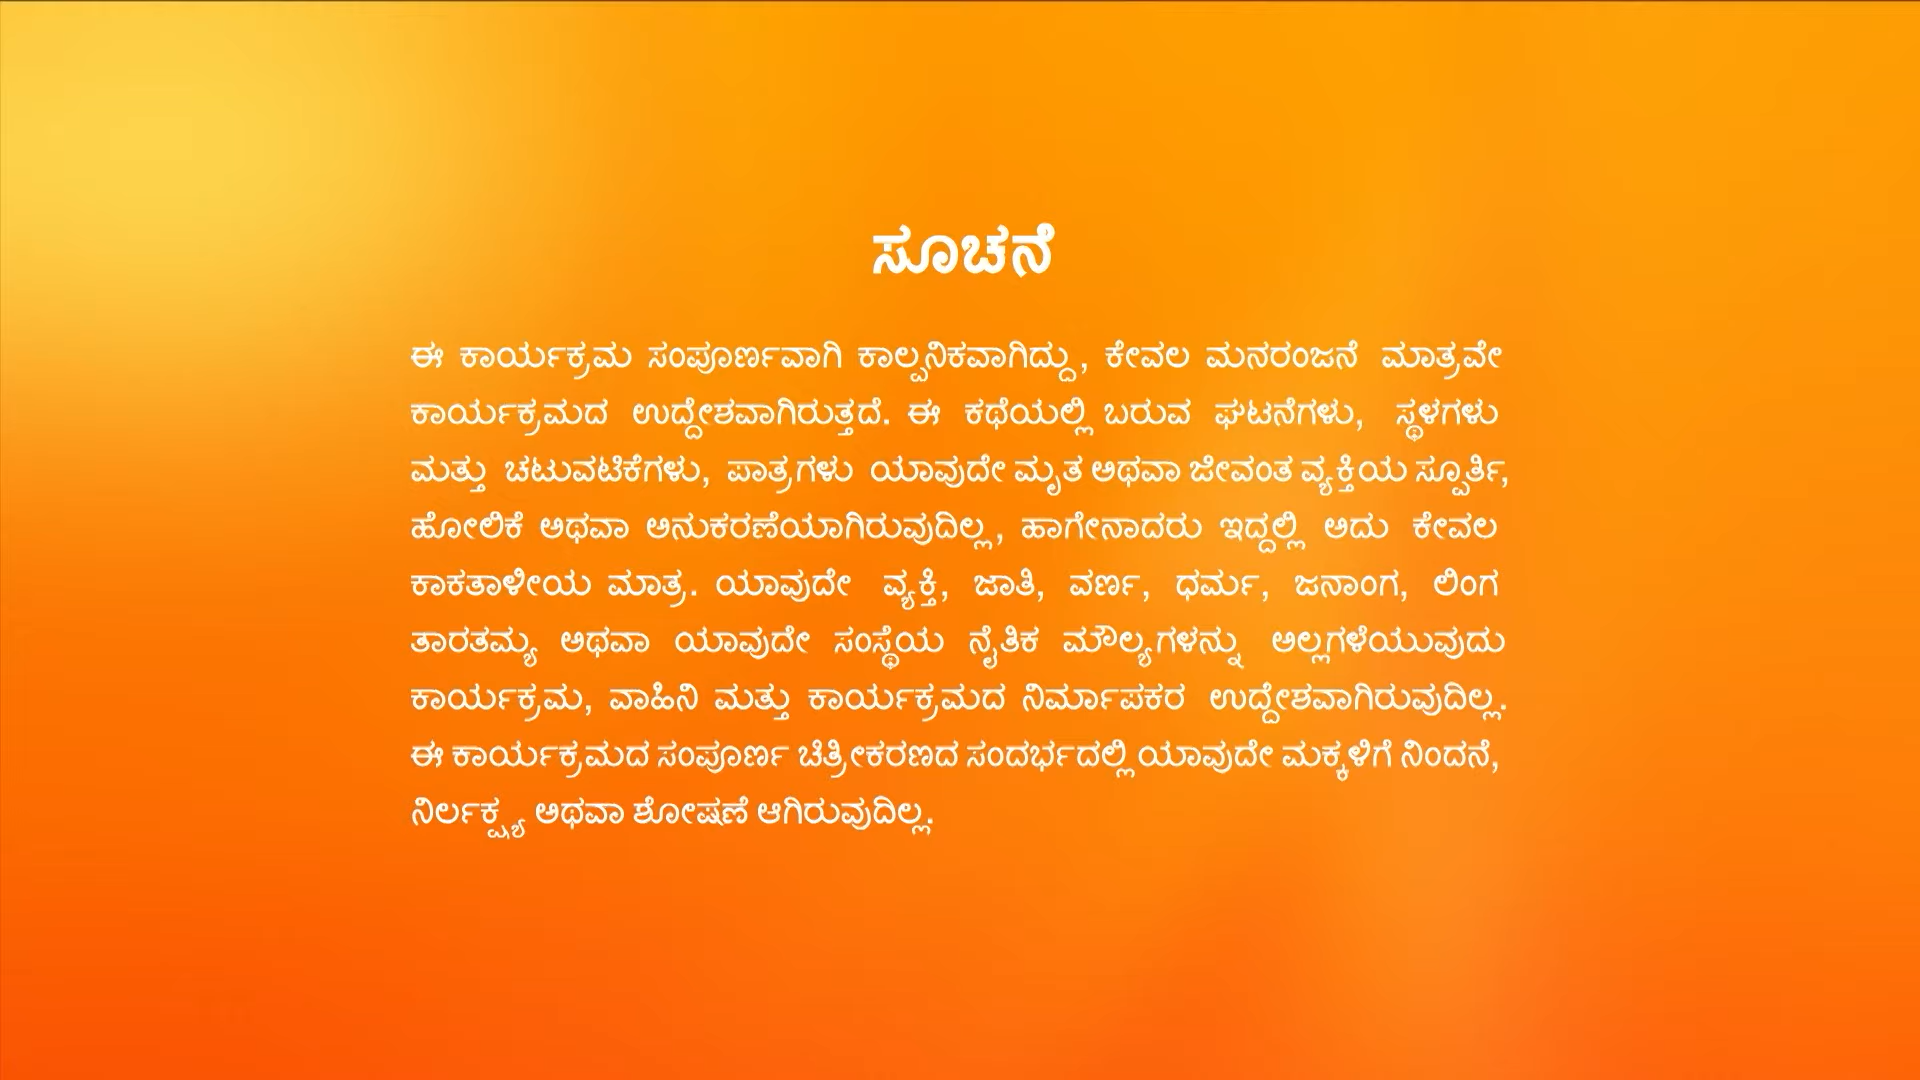 ಸೂಚನೆ
ಈ ಕಾರ್ಯಕ್ರಮ ಸಂಪೂರ್ಣವಾಗಿ ಕಾಲ್ಪನಿಕವಾಗಿದ್ದು, ಕೇವಲ ಮನರಂಜನೆ ಮಾತ್ರವೇ
ಕಾರ್ಯಕ್ರಮದ ಉದ್ದೇಶವಾಗಿರುತ್ತದೆ. ಈ ಕಥೆಯಲ್ಲಿ ಬರುವ ಘಟನೆಗಳು, ಸ್ಥಳಗಳು
ಮತ್ತು ಚಟುವಟಿಕೆಗಳು, ಪಾತ್ರಗಳು ಯಾವುದೇ ಮೃತ ಅಥವಾ ಜೀವಂತ ವ್ಯಕ್ತಿಯ ಸ್ಪೂರ್ತಿ,
ಹೋಲಿಕೆ ಅಥವಾ ಅನುಕರಣೆಯಾಗಿರುವುದಿಲ್ಲ, ಹಾಗೇನಾದರು ಇದ್ದಲ್ಲಿ ಅದು ಕೇವಲ
ಕಾಕತಾಳೀಯ ಮಾತ್ರ. ಯಾವುದೇ ವ್ಯಕ್ತಿ, ಜಾತಿ, ವರ್ಣ, ಧರ್ಮ, ಜನಾಂಗ, ಲಿಂಗ
ತಾರತಮ್ಯ ಅಥವಾ ಯಾವುದೇ ಸಂಸ್ಥೆಯ ನೈತಿಕ ಮೌಲ್ಯಗಳನ್ನು ಅಲ್ಲಗಳೆಯುವುದು
ಕಾರ್ಯಕ್ರಮ, ವಾಹಿನಿ ಮತ್ತು ಕಾರ್ಯಕ್ರಮದ ನಿರ್ಮಾಪಕರ ಉದ್ದೇಶವಾಗಿರುವುದಿಲ್ಲ.
ಈ ಕಾರ್ಯಕ್ರಮದ ಸಂಪೂರ್ಣ ಚಿತ್ರೀಕರಣದ ಸಂದರ್ಭದಲ್ಲಿ ಯಾವುದೇ ಮಕ್ಕಳಿಗೆ ನಿಂದನೆ,
ನಿರ್ಲಕ್ಷ್ಯ ಅಥವಾ ಶೋಷಣೆ ಆಗಿರುವುದಿಲ್ಲ.